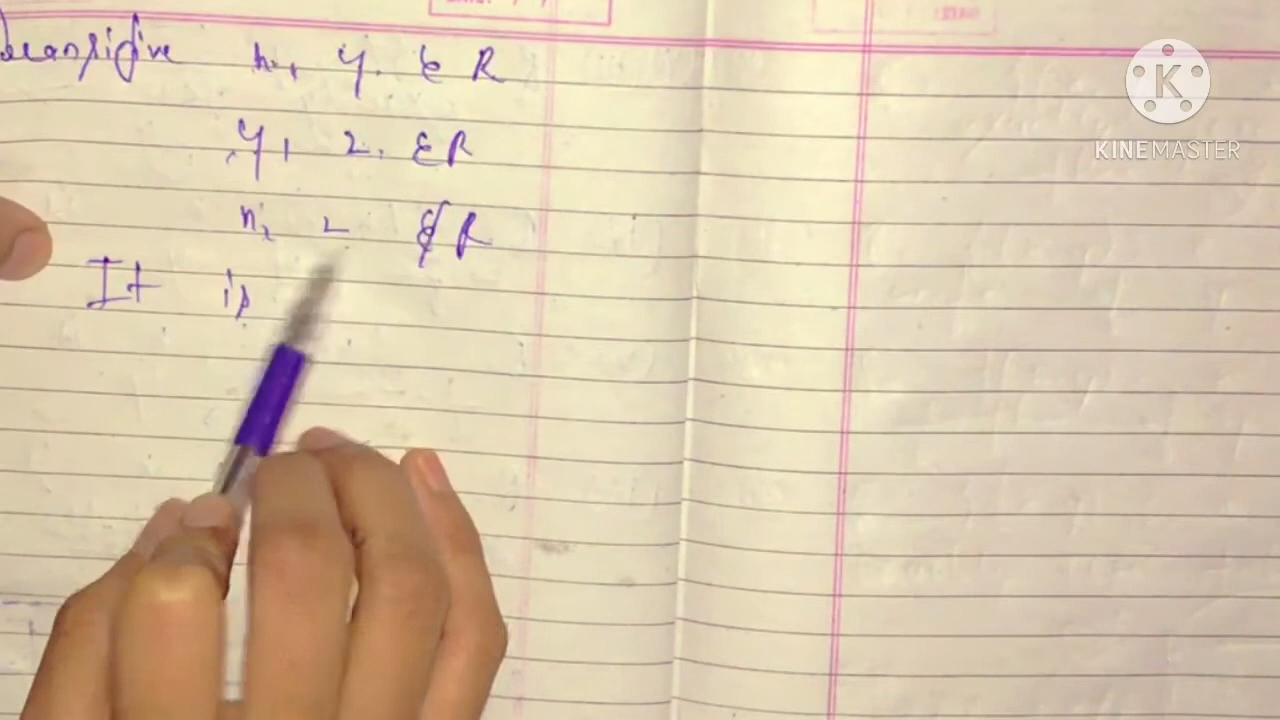 Transitive x, y. ∈ R
y, z. ∈ R
x, z ∉ R
It is
KINEMASTER